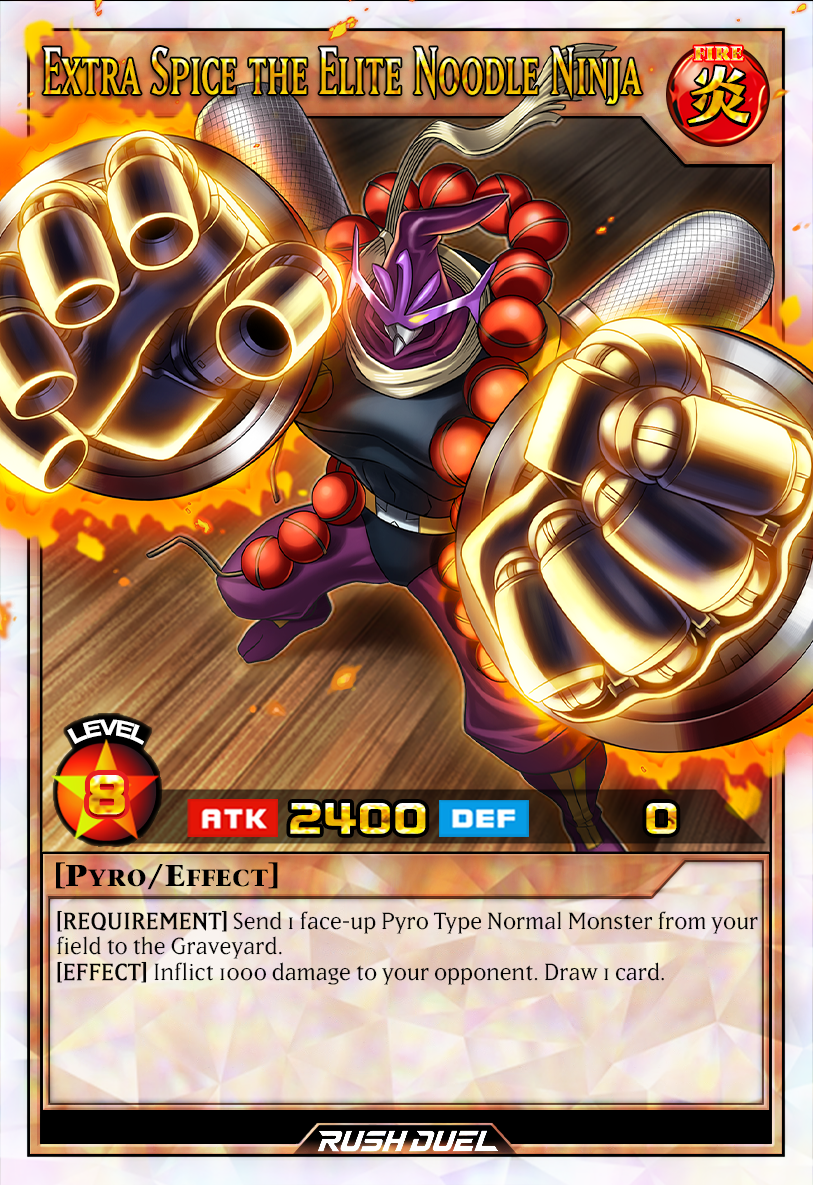 Extra Spice the Elite Noodle Ninja
FIRE
炎
LEVEL
8
ATK 2400 DEF 0
[Pyro/Effect]
[REQUIREMENT] Send 1 face-up Pyro Type Normal Monster from your
field to the Graveyard.
[EFFECT] Inflict 1000 damage to your opponent. Draw 1 card.
RUSH DUEL